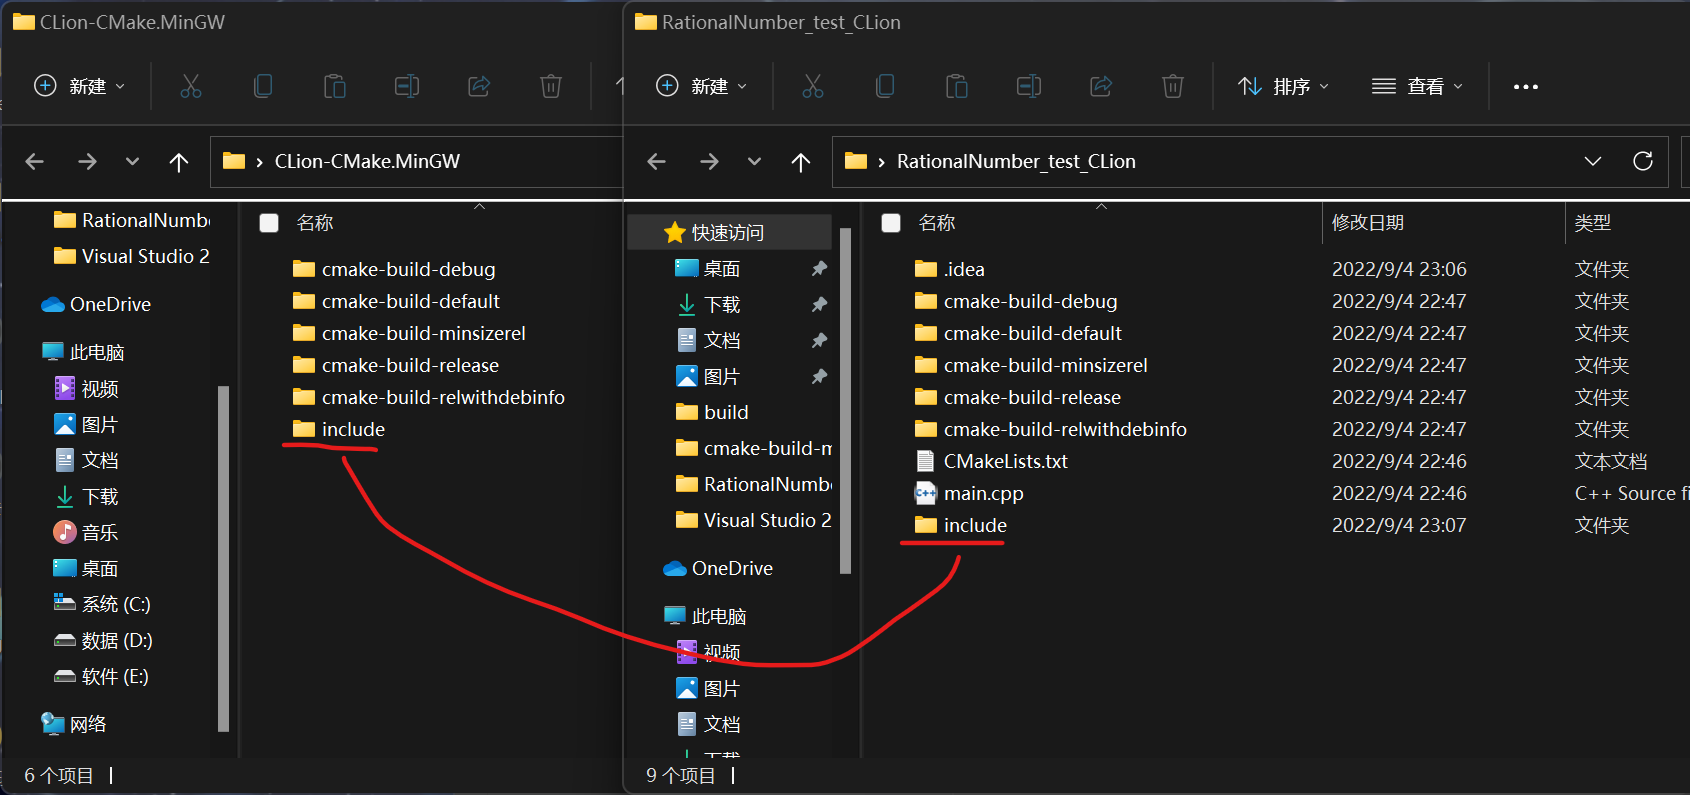 CLion-CMake.MinGW
新建
CLion-CMake.MinGW
RationalNumb
Visual Studio 2
OneDrive
此电脑
视频
图片
文档
下载
音乐
桌面
系统 (C:)
数据 (D:)
软件 (E:)
网络
名称
cmake-build-debug
cmake-build-default
cmake-build-minsizerel
cmake-build-release
cmake-build-relwithdebinfo
include
6 个项目
RationalNumber_test_CLion
新建 排序 查看
RationalNumber_test_CLion
快速访问
桌面
下载
文档
图片
build
cmake-build-m
RationalNumb
Visual Studio 2
OneDrive
此电脑
视频
图片
文档
下载
名称 修改日期 类型
.idea 2022/9/4 23:06 文件夹
cmake-build-debug 2022/9/4 22:47 文件夹
cmake-build-default 2022/9/4 22:47 文件夹
cmake-build-minsizerel 2022/9/4 22:47 文件夹
cmake-build-release 2022/9/4 22:47 文件夹
cmake-build-relwithdebinfo 2022/9/4 22:47 文件夹
CMakeLists.txt 2022/9/4 22:46 文本文档
main.cpp 2022/9/4 22:46 C++ Source fi
include 2022/9/4 23:07 文件夹
9 个项目